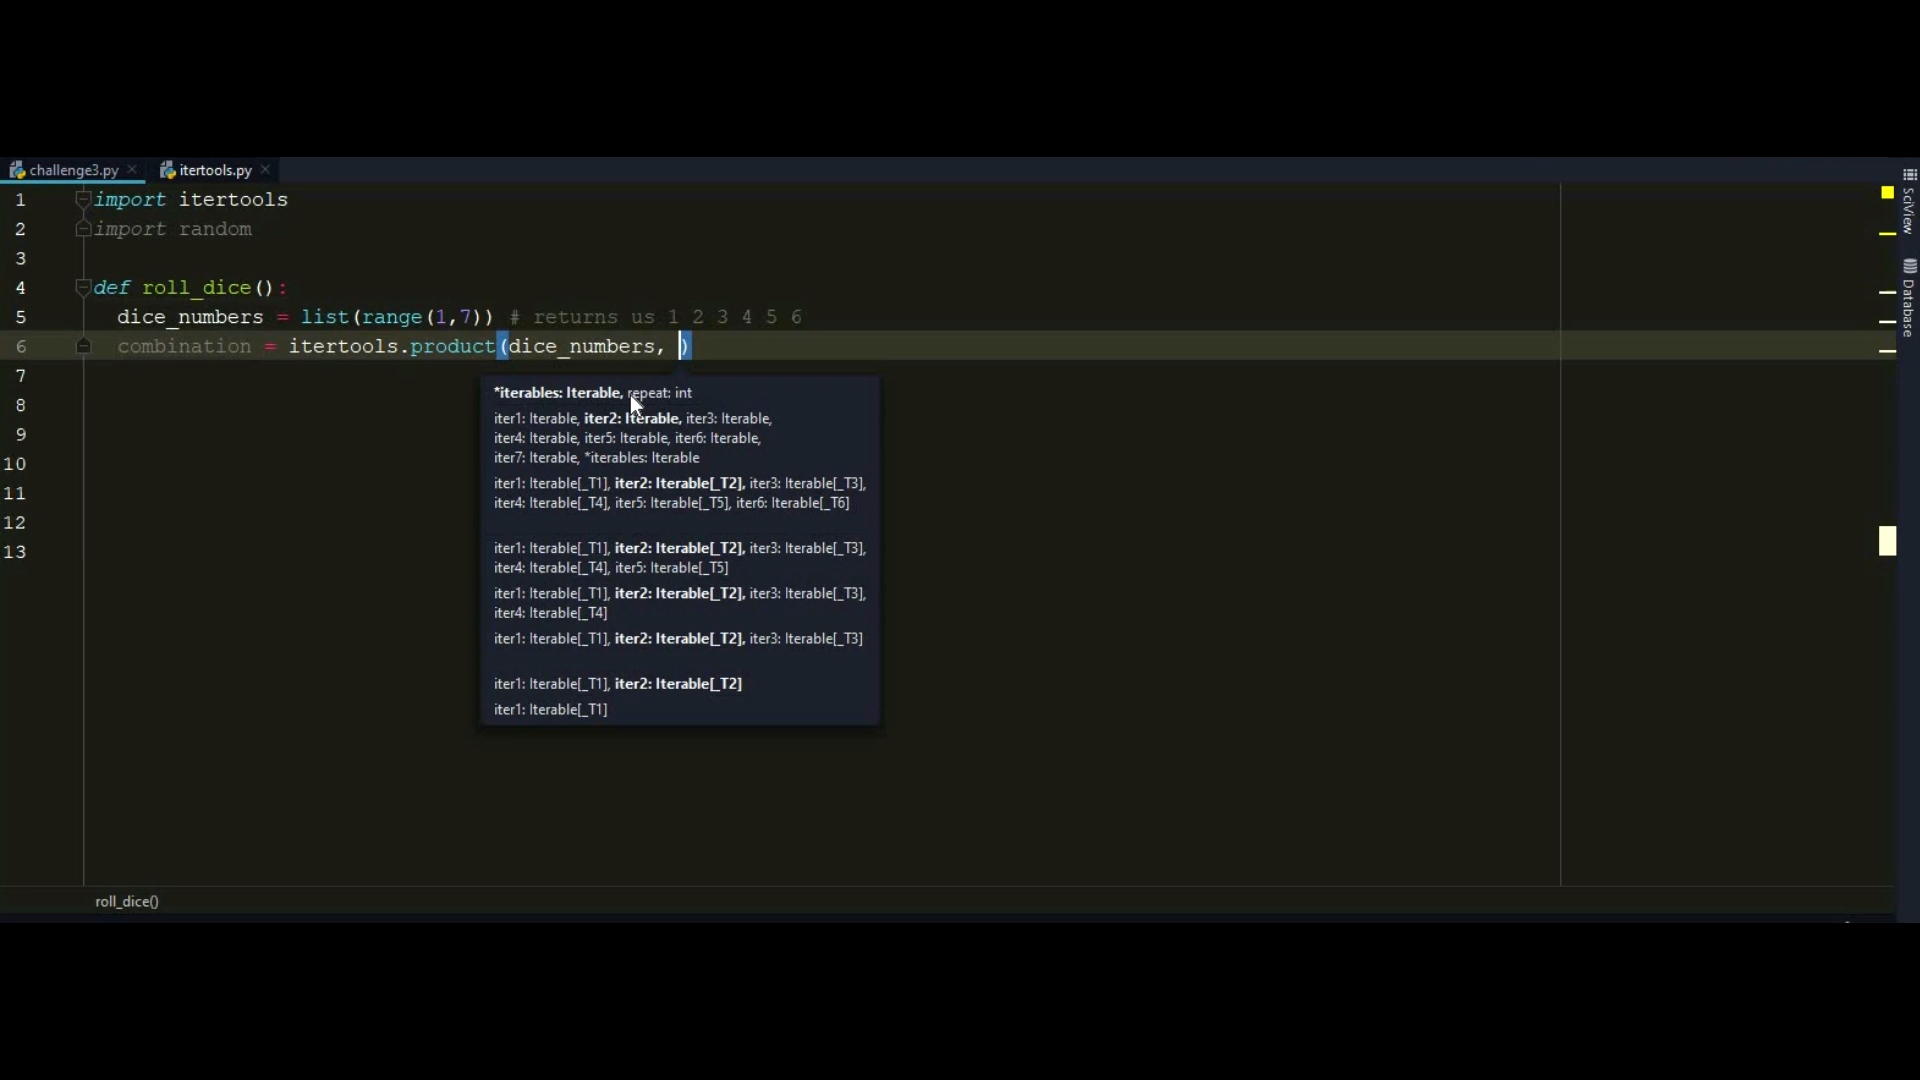 challenge3.py
itertools.py
1 import itertools
2 import random
3
4 def roll_dice():
5 dice_numbers = list(range(1,7)) # returns us 1 2 3 4 5 6
6 combination = itertools.product(dice_numbers, )
7
8
9
10
11
12
13
*iterables: Iterable, repeat: int
iter1: Iterable, iter2: Iterable, iter3: Iterable,
iter4: Iterable, iter5: Iterable, iter6: Iterable,
iter7: Iterable, *iterables: Iterable
iter1: Iterable[_T1], iter2: Iterable[_T2], iter3: Iterable[_T3],
iter4: Iterable[_T4], iter5: Iterable[_T5], iter6: Iterable[_T6]
iter1: Iterable[_T1], iter2: Iterable[_T2], iter3: Iterable[_T3],
iter4: Iterable[_T4], iter5: Iterable[_T5]
iter1: Iterable[_T1], iter2: Iterable[_T2], iter3: Iterable[_T3],
iter4: Iterable[_T4]
iter1: Iterable[_T1], iter2: Iterable[_T2], iter3: Iterable[_T3]
iter1: Iterable[_T1], iter2: Iterable[_T2]
iter1: Iterable[_T1]
roll_dice()
SciView
Database